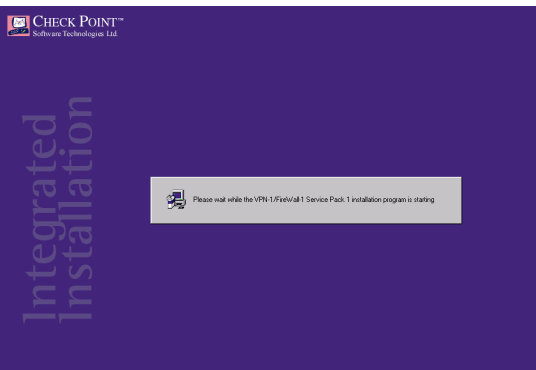 CHECK POINT™
Software Technologies Ltd.
Integrated
Installation
Please wait while the VPN-1/FireWall-1 Service Pack 1 installation program is starting